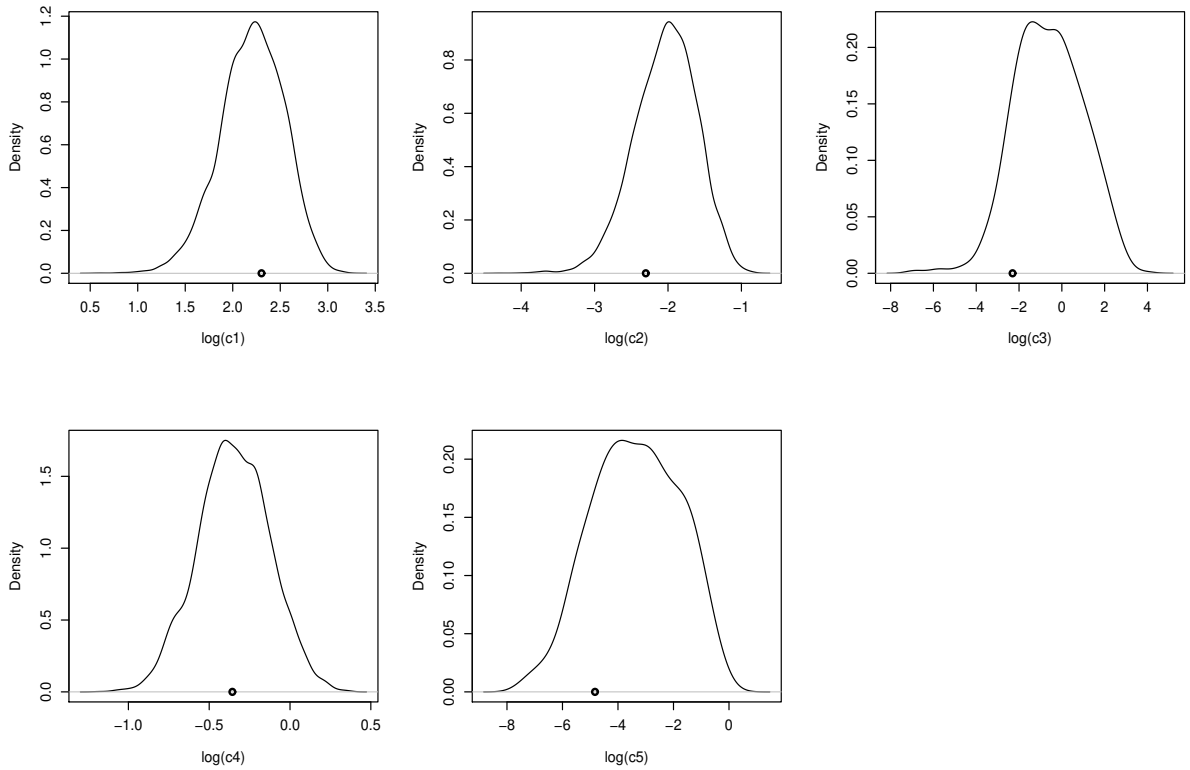 Density
0.0 0.2 0.4 0.6 0.8 1.0 1.2
0.5 1.0 1.5 2.0 2.5 3.0 3.5
log(c1)
Density
0.0 0.2 0.4 0.6 0.8
−4 −3 −2 −1
log(c2)
Density
0.00 0.05 0.10 0.15 0.20
−8 −6 −4 −2 0 2 4
log(c3)
Density
0.0 0.5 1.0 1.5
−1.0 −0.5 0.0 0.5
log(c4)
Density
0.00 0.05 0.10 0.15 0.20
−8 −6 −4 −2 0
log(c5)